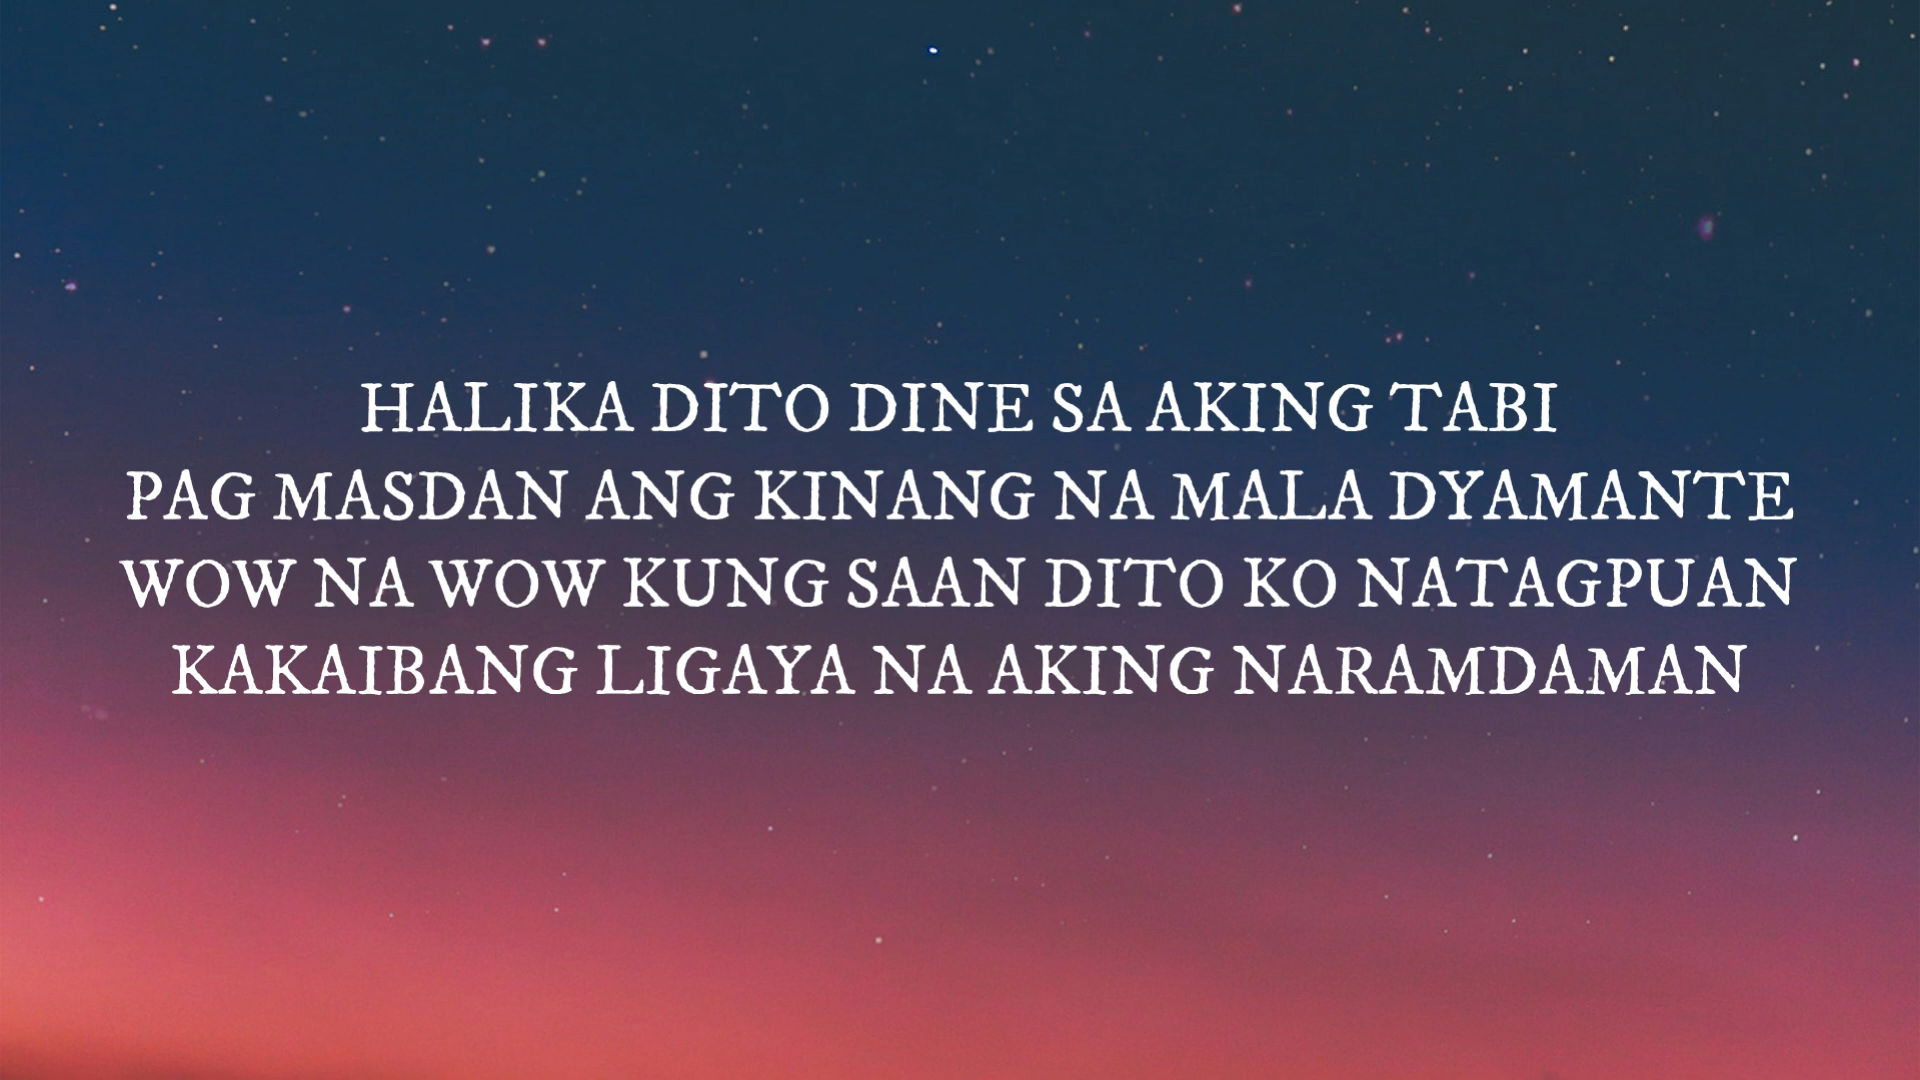 HALIKA DITO DINE SA AKING TABI
PAG MASDAN ANG KINANG NA MALA DYAMANTE
WOW NA WOW KUNG SAAN DITO KO NATAGPUAN
KAKAIBANG LIGAYA NA AKING NARAMDAMAN